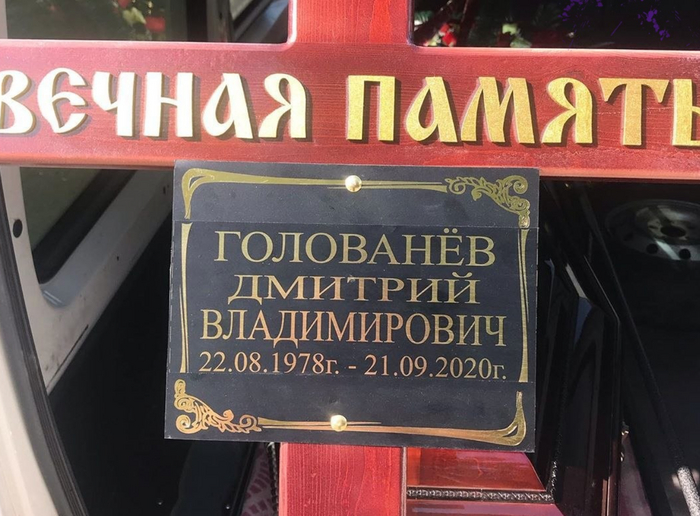 ВЕЧНАЯ ПАМЯТЬ
ГОЛОВАНЁВ
ДМИТРИЙ
ВЛАДИМИРОВИЧ
22.08.1978г. - 21.09.2020г.